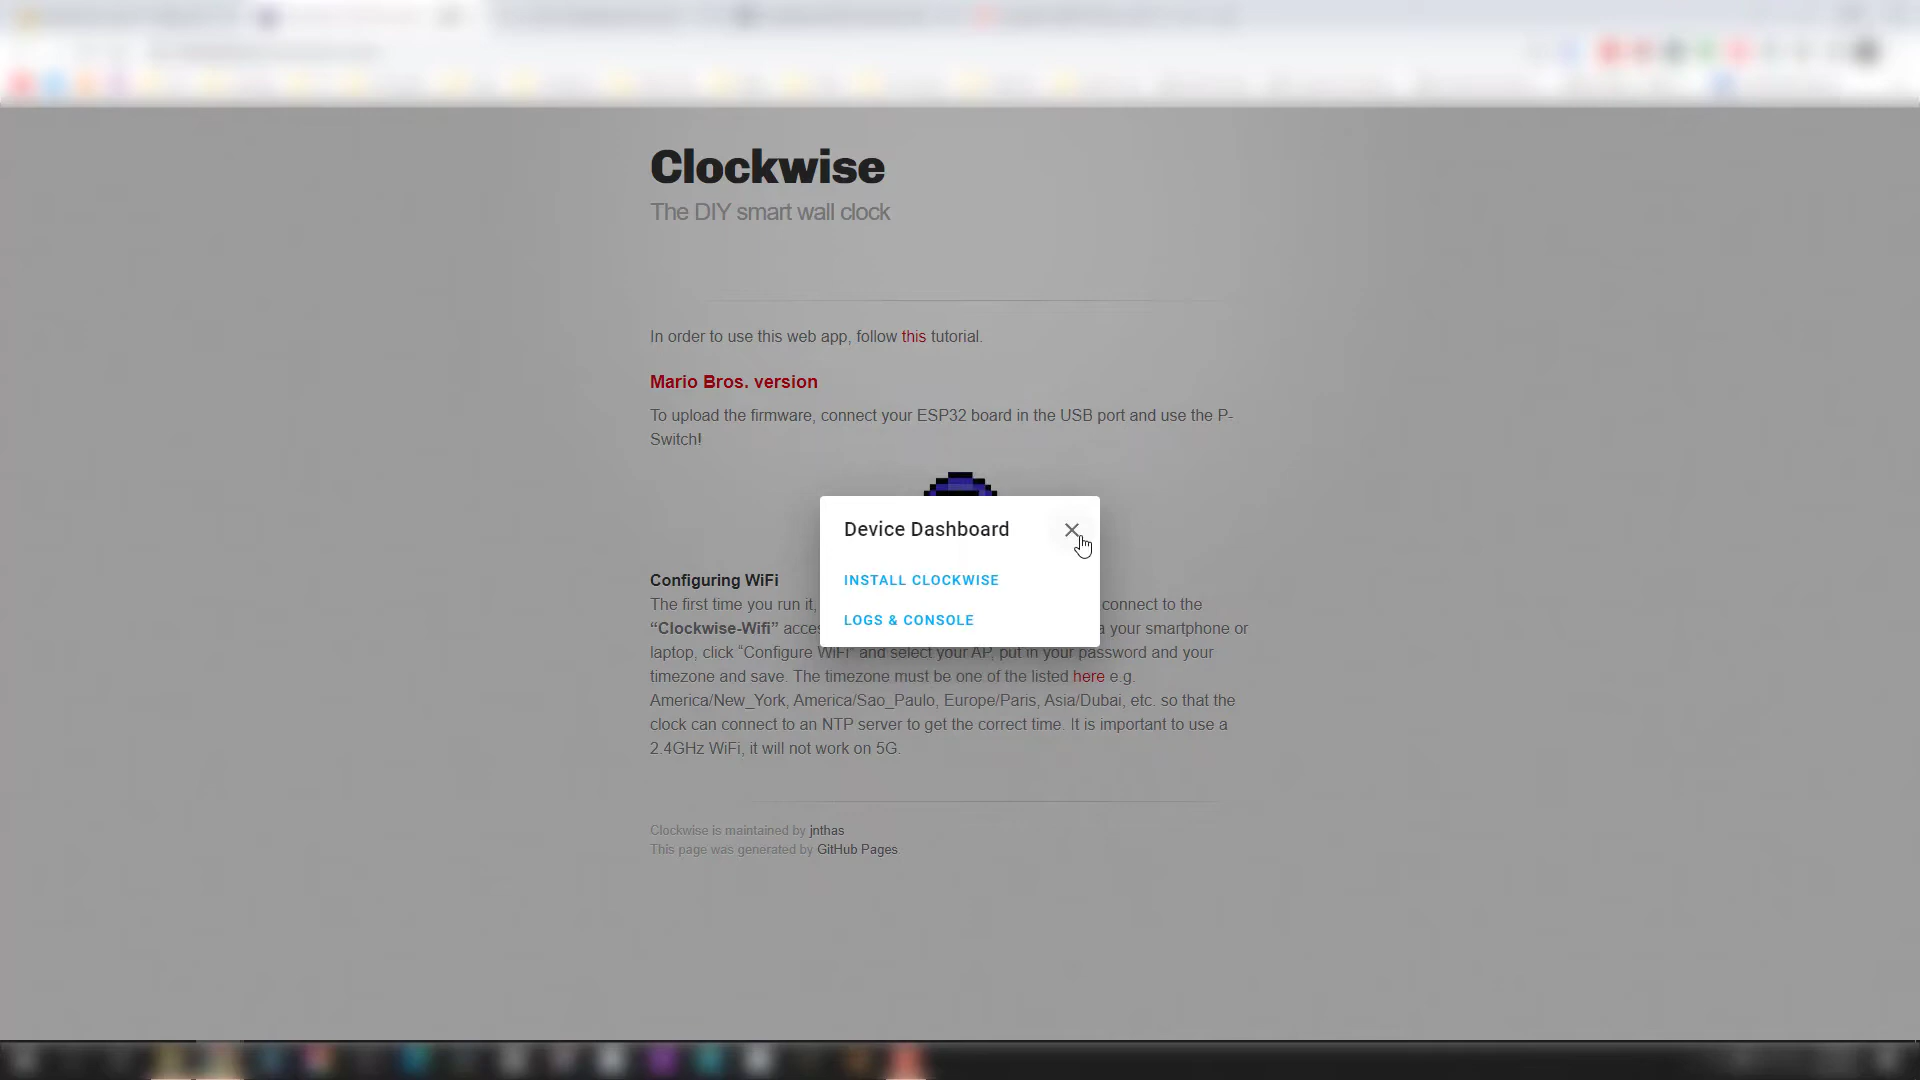 Clockwise
The DIY smart wall clock
In order to use this web app, follow this tutorial.
Mario Bros. version
To upload the firmware, connect your ESP32 board in the USB port and use the P-
Switch!
Device Dashboard
INSTALL CLOCKWISE
LOGS & CONSOLE
Configuring WiFi
The first time you run it, connect to the
“Clockwise-Wifi” your smartphone or
laptop, click “Configure WiFi” and select your AP, put in your password and your
timezone and save. The timezone must be one of the listed here e.g.
America/New_York, America/Sao_Paulo, Europe/Paris, Asia/Dubai, etc. so that the
clock can connect to an NTP server to get the correct time. It is important to use a
2.4GHz WiFi, it will not work on 5G.
Clockwise is maintained by jnthas
This page was generated by GitHub Pages